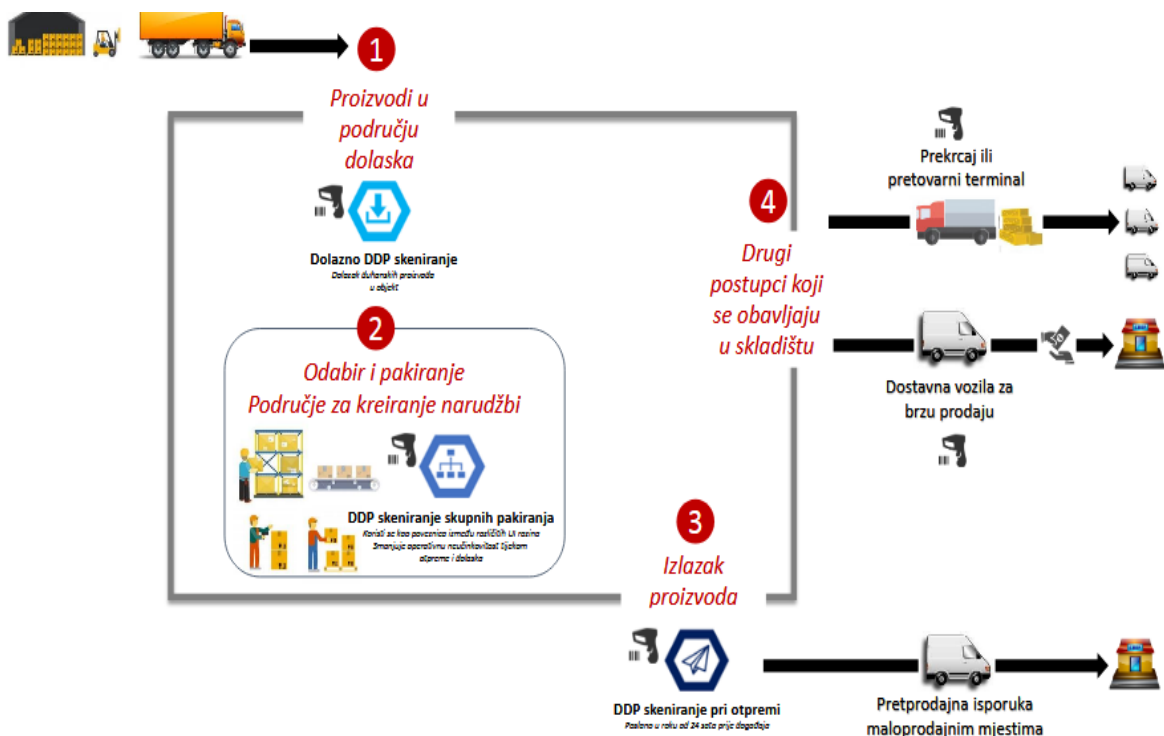 1
Proizvodi u
području
dolaska
Dolazno DDP skeniranje
Dolazak duhanskih proizvoda
u objekt
2
Odabir i pakiranje
Područje za kreiranje narudžbi
DDP skeniranje skupnih pakiranja
Koristi se kao poveznica između različitih UI razina
Smanjuje operativnu neučinkovitost tijekom
otpreme i dolaska
3
Izlazak
proizvoda
DDP skeniranje pri otpremi
Poslano u roku od 24 sata prije događaja
Pretprodajna isporuka
maloprodajnim mjestima
4
Drugi
postupci koji
se obavljaju
u skladištu
Prekrcaj ili
pretovarni terminal
Dostavna vozila za
brzu prodaju